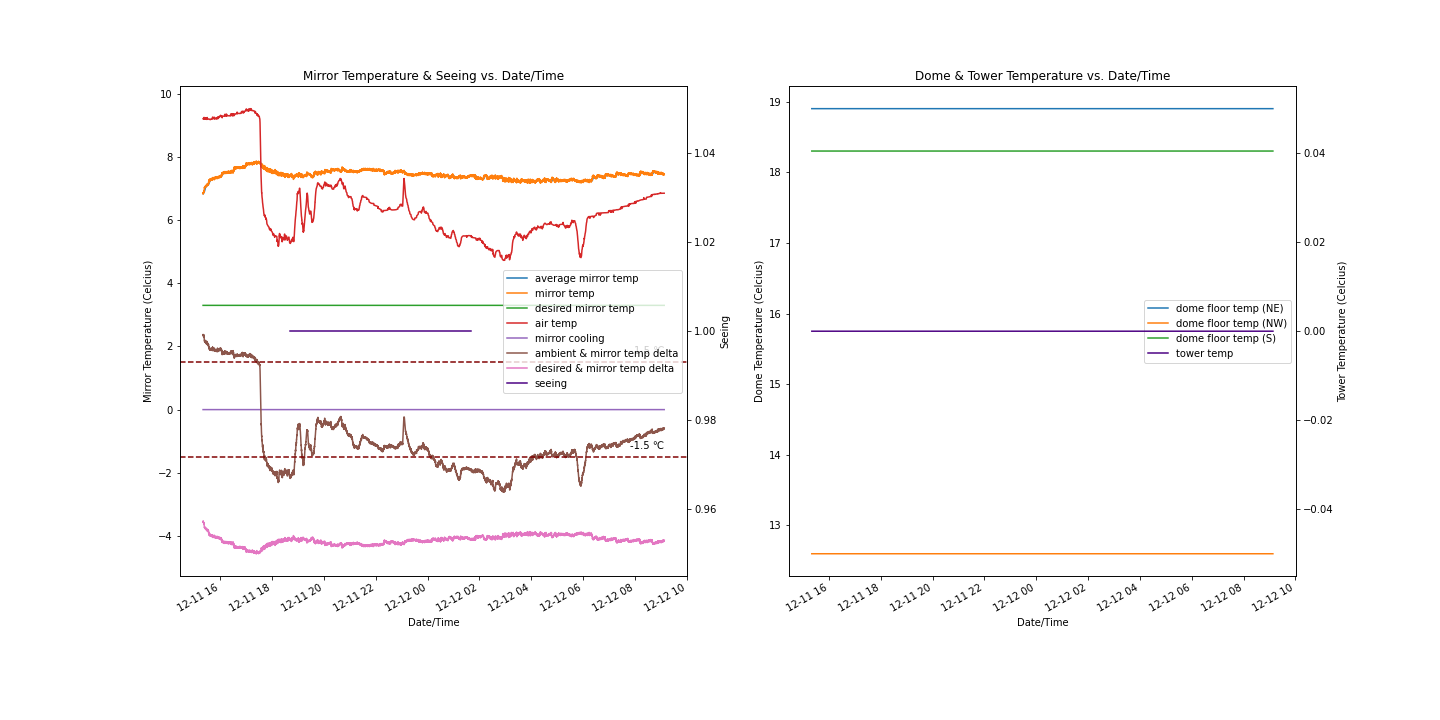 Mirror Temperature & Seeing vs. Date/Time
Mirror Temperature (Celcius)
10
8
6
4
2
0
−2
−4
1.04
1.02
1.00
0.98
0.96
Seeing
average mirror temp
mirror temp
desired mirror temp
air temp
mirror cooling
ambient & mirror temp delta
desired & mirror temp delta
seeing
1.5 °C
-1.5 °C
12-11 16
12-11 18
12-11 20
12-11 22
12-12 00
12-12 02
12-12 04
12-12 06
12-12 08
12-12 10
Date/Time
Dome & Tower Temperature vs. Date/Time
Dome Temperature (Celcius)
19
18
17
16
15
14
13
0.04
0.02
0.00
−0.02
−0.04
Tower Temperature (Celcius)
dome floor temp (NE)
dome floor temp (NW)
dome floor temp (S)
tower temp
12-11 16
12-11 18
12-11 20
12-11 22
12-12 00
12-12 02
12-12 04
12-12 06
12-12 08
12-12 10
Date/Time